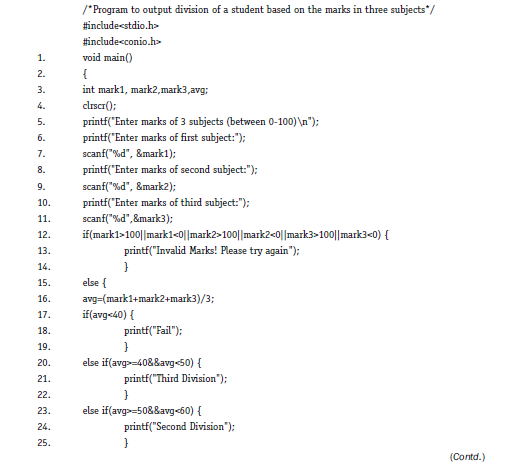 /*Program to output division of a student based on the marks in three subjects*/
#include<stdio.h>
#include<conio.h>
1. void main()
2. {
3. int mark1, mark2,mark3,avg;
4. clrscr();
5. printf("Enter marks of 3 subjects (between 0-100)\n");
6. printf("Enter marks of first subject:");
7. scanf("%d", &mark1);
8. printf("Enter marks of second subject:");
9. scanf("%d", &mark2);
10. printf("Enter marks of third subject:");
11. scanf("%d",&mark3);
12. if(mark1>100||mark1<0||mark2>100||mark2<0||mark3>100||mark3<0) {
13. printf("Invalid Marks! Please try again");
14. }
15. else {
16. avg=(mark1+mark2+mark3)/3;
17. if(avg<40) {
18. printf("Fail");
19. }
20. else if(avg>=40&&avg<50) {
21. printf("Third Division");
22. }
23. else if(avg>=50&&avg<60) {
24. printf("Second Division");
25. }
(Contd.)